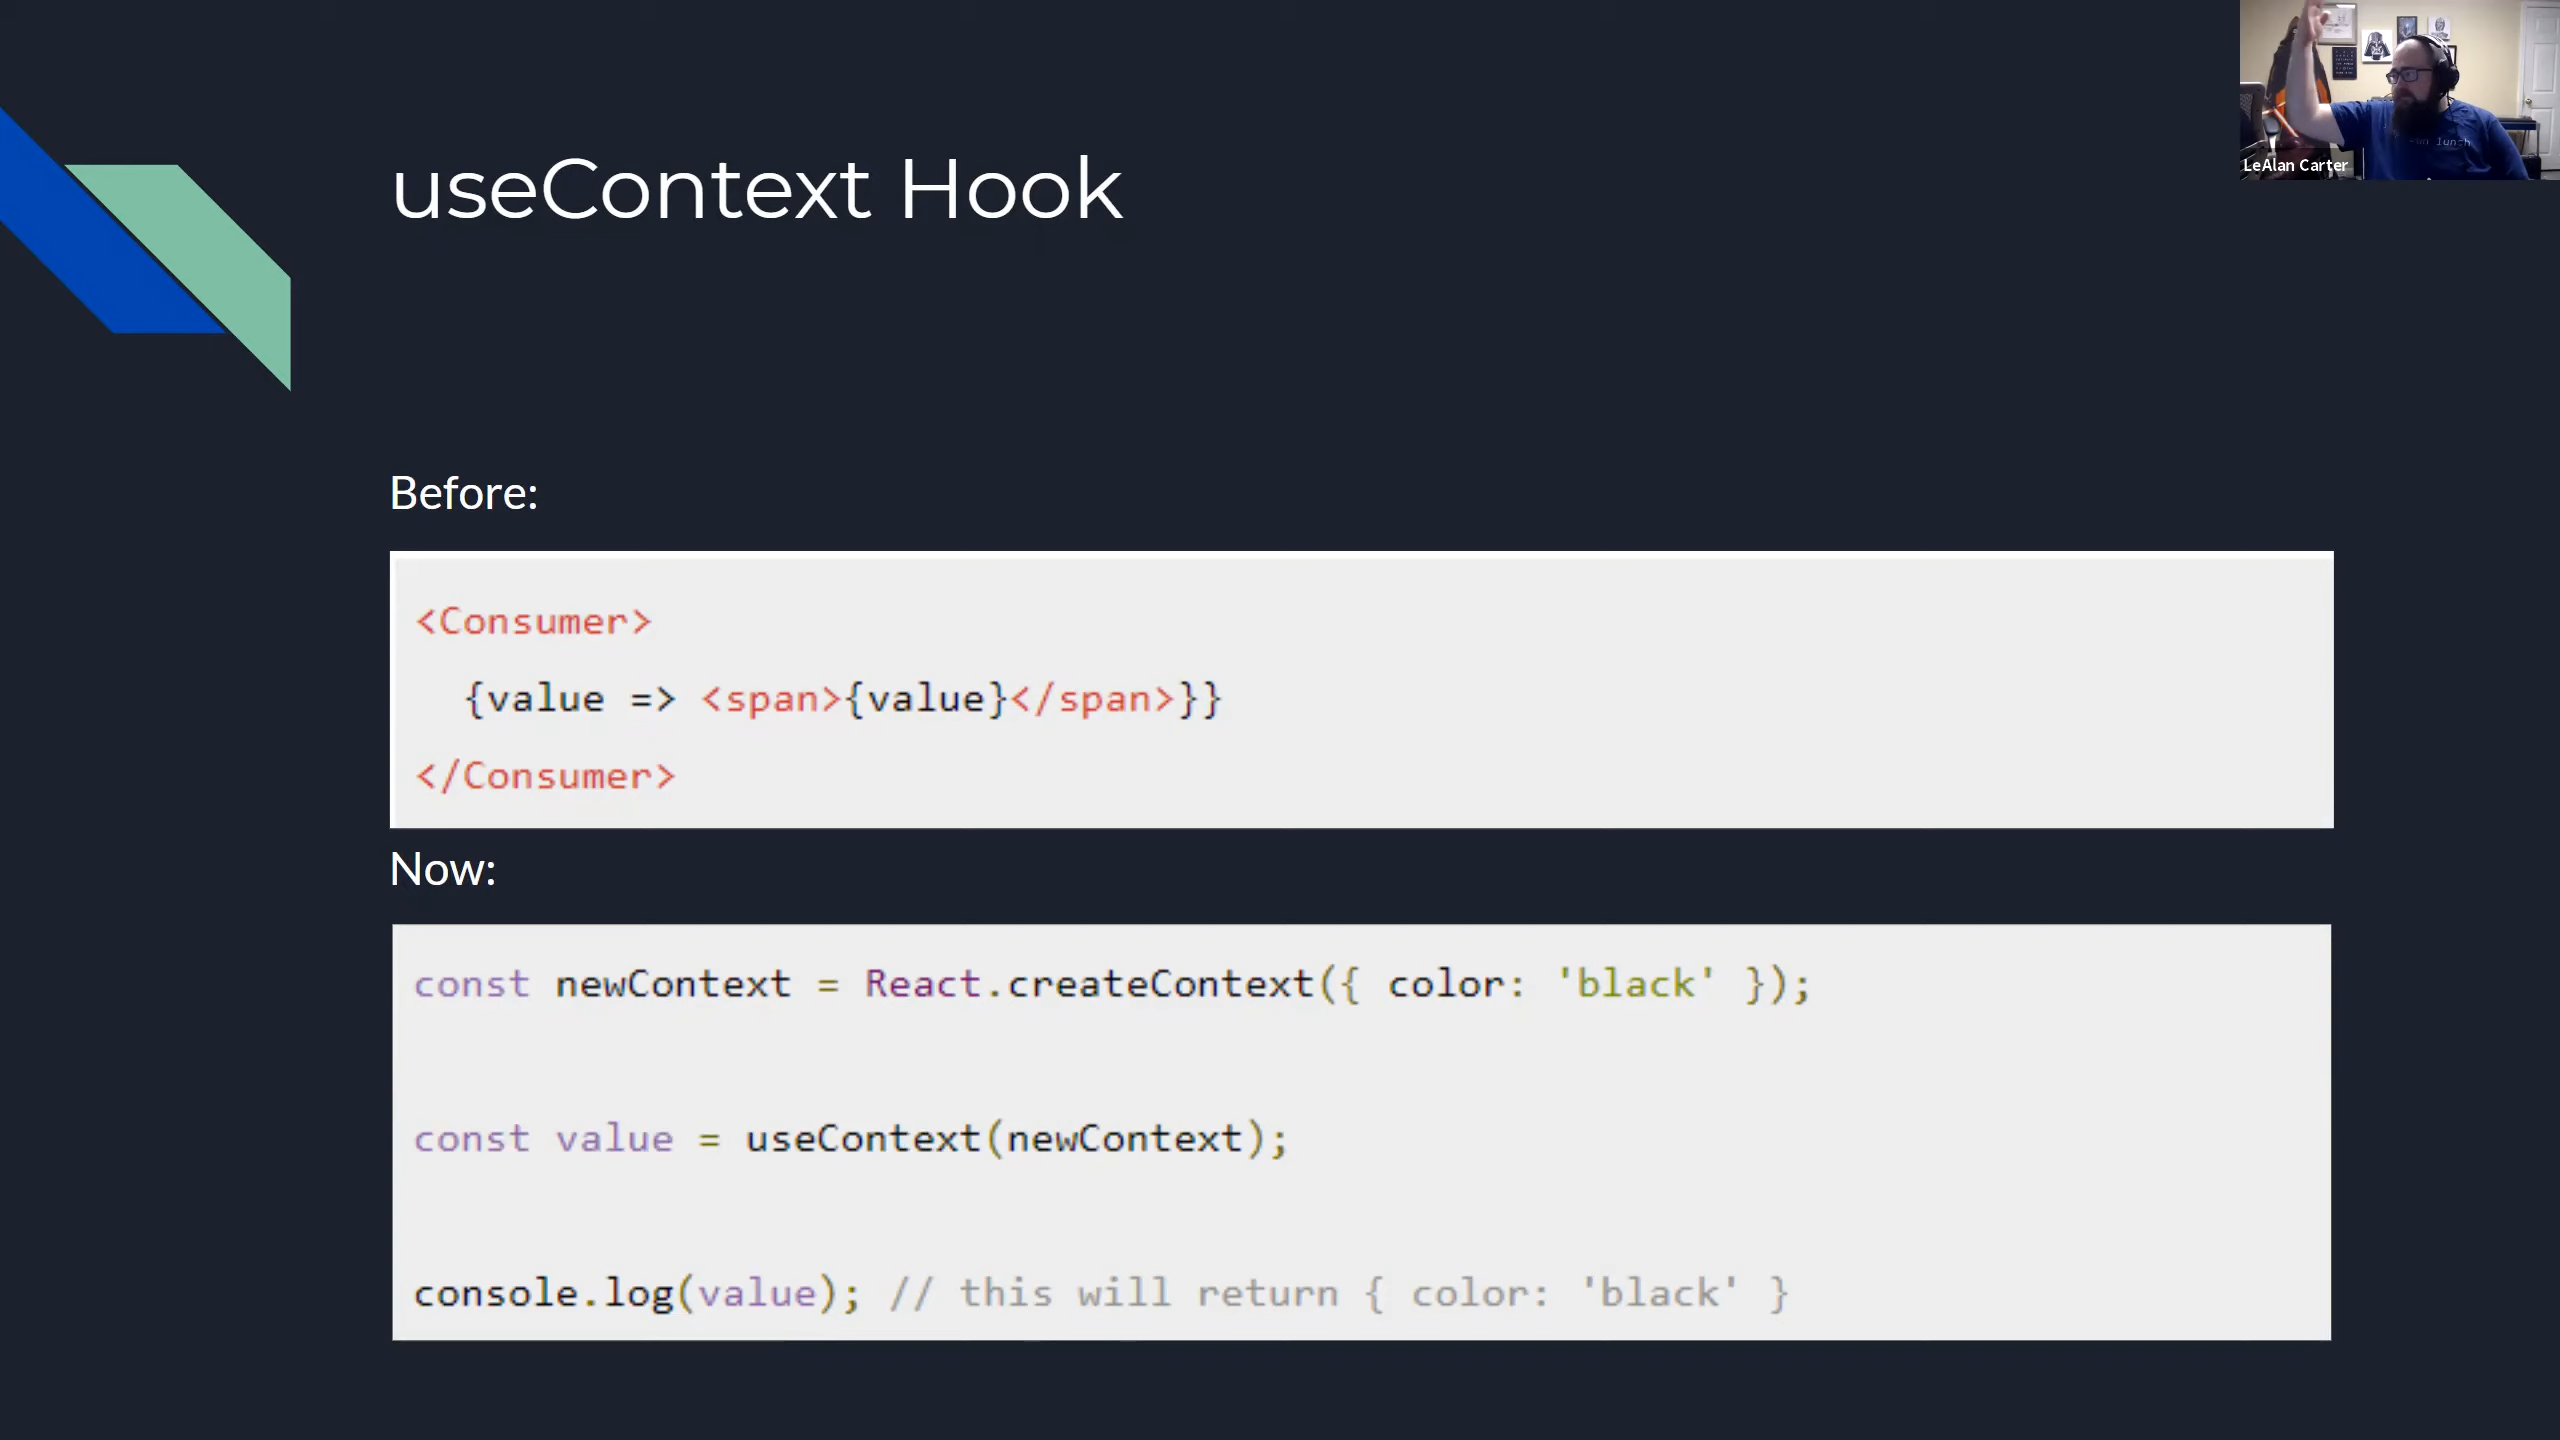 LeAlan Carter
useContext Hook
Before:
<Consumer>
  {value => <span>{value}</span>}}
</Consumer>
Now:
const newContext = React.createContext({ color: 'black' });
const value = useContext(newContext);
console.log(value); // this will return { color: 'black' }